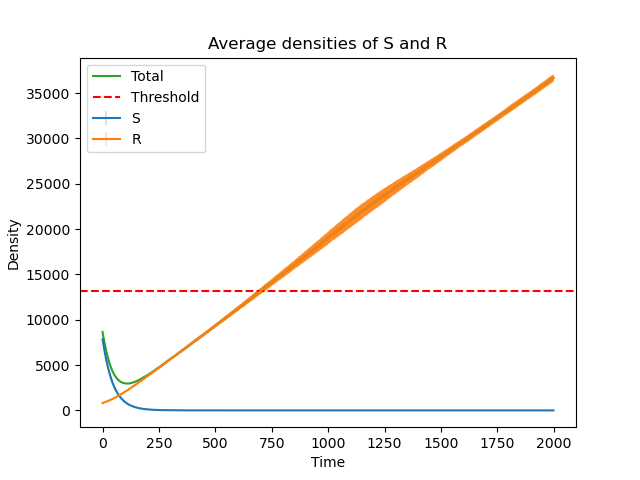 Average densities of S and R
Total
Threshold
S
R
Density
35000
30000
25000
20000
15000
10000
5000
0
0 250 500 750 1000 1250 1500 1750 2000
Time